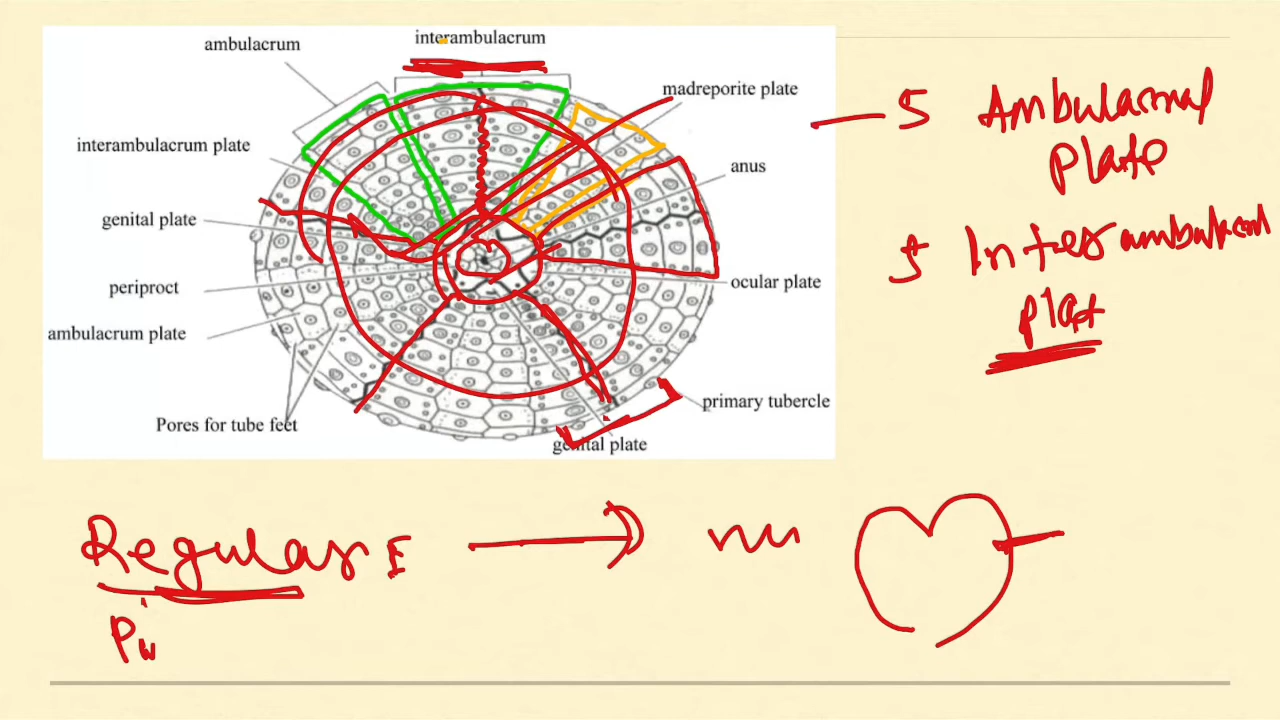 interambulacrum
ambulacrum
madreporite plate
interambulacrum plate
anus
genital plate
periproct
ocular plate
ambulacrum plate
primary tubercle
Pores for tube feet
genital plate
5 Ambulacral
Plate
5 Interambulacral
plat
Regular E